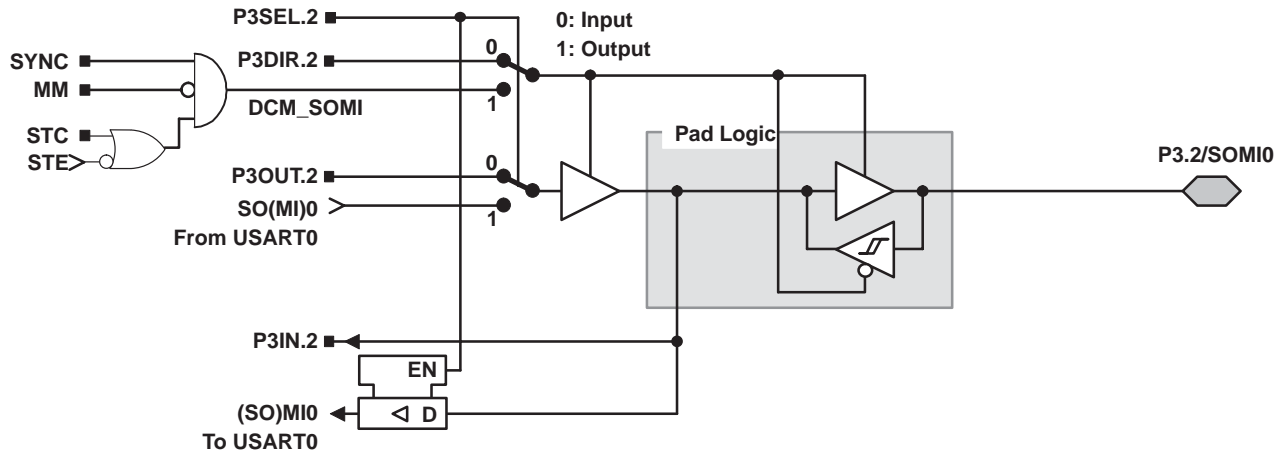 P3SEL.2
0: Input
1: Output
SYNC
P3DIR.2
0
MM
1
DCM_SOMI
STC
STE
Pad Logic
P3.2/SOMI0
P3OUT.2
0
SO(MI)0
1
From USART0
P3IN.2
EN
(SO)MI0
D
To USART0